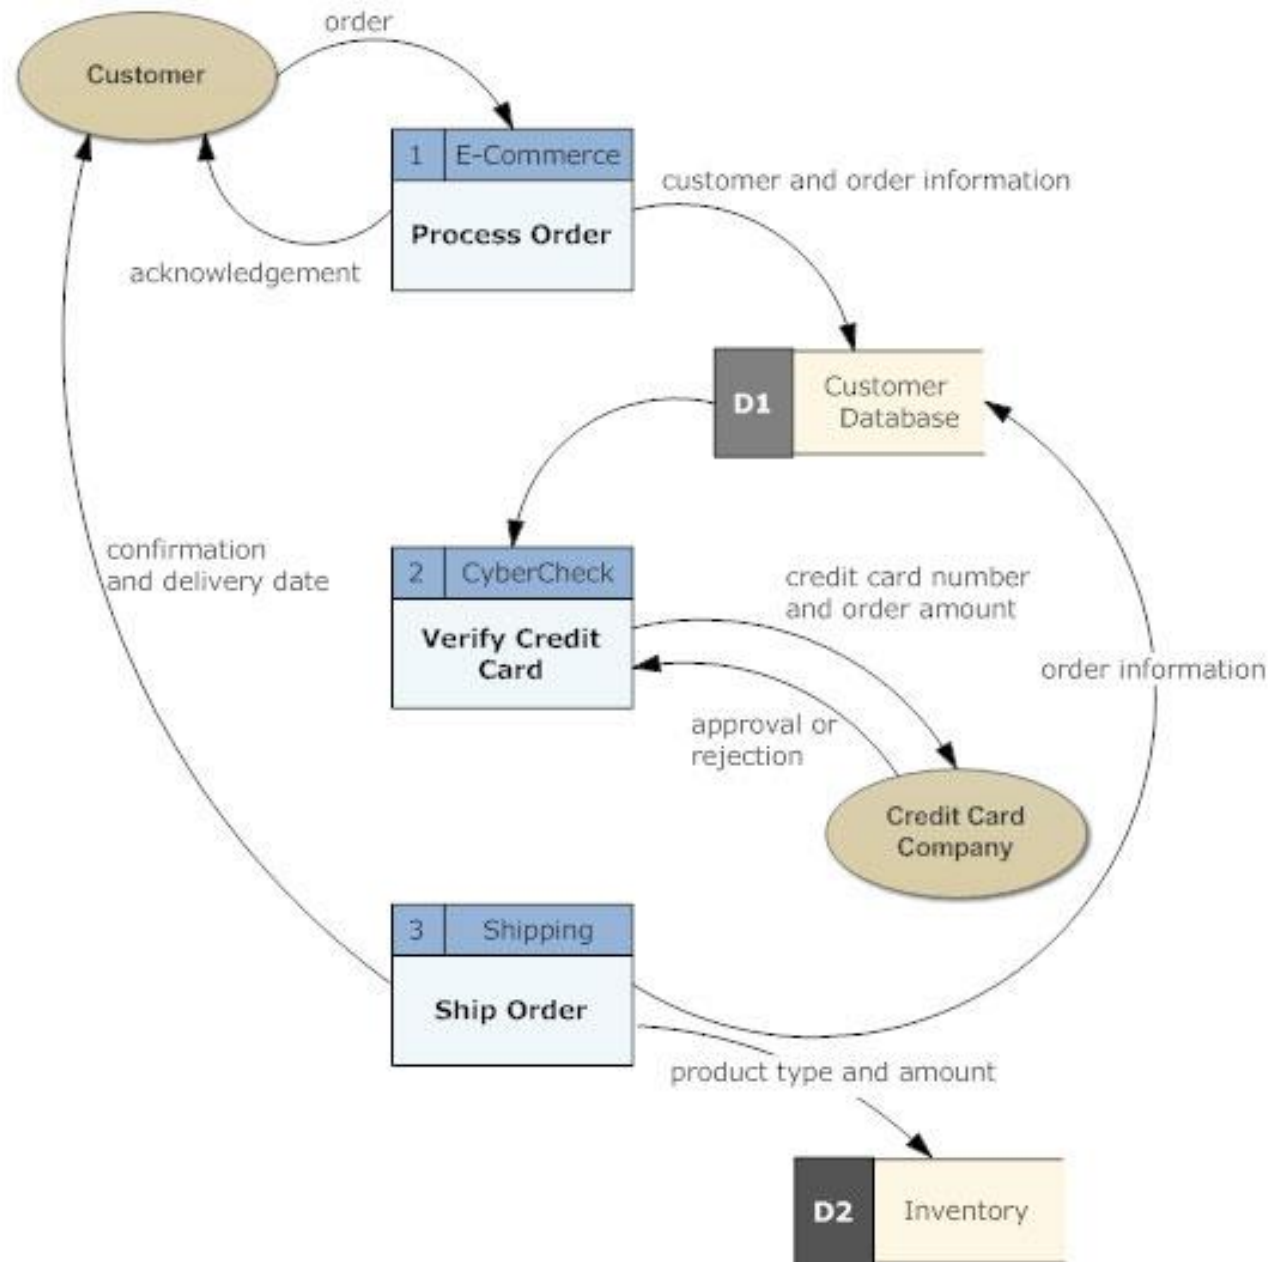 order
Customer
1 E-Commerce
Process Order
customer and order information
acknowledgement
D1
Customer
Database
confirmation
and delivery date
2 CyberCheck
Verify Credit
Card
credit card number
and order amount
order information
approval or
rejection
Credit Card
Company
3 Shipping
Ship Order
product type and amount
D2 Inventory